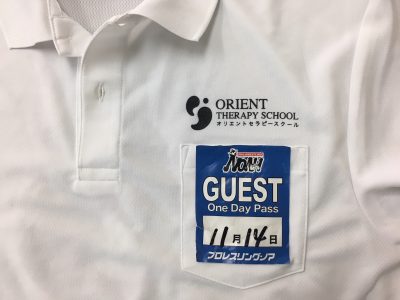 ORIENT
THERAPY SCHOOL
オリエントセラピースクール
NOAH
GUEST
One Day Pass
11月14日
プロレスリング・ノア